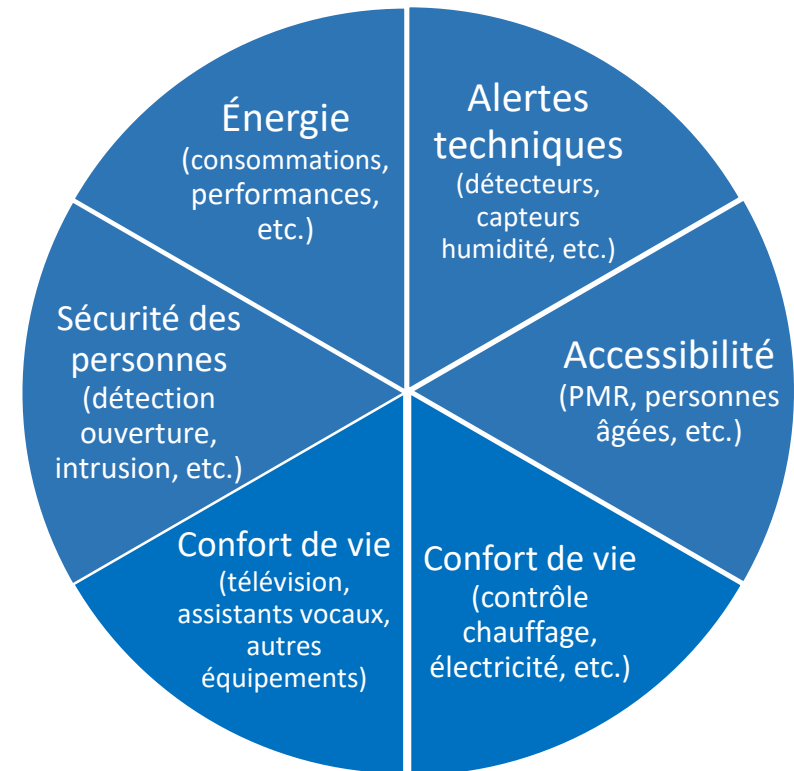 Énergie
(consommations,
performances,
etc.)
Alertes
techniques
(détecteurs,
capteurs
humidité, etc.)
Accessibilité
(PMR, personnes
âgées, etc.)
Confort de vie
(contrôle
chauffage,
électricité, etc.)
Confort de vie
(télévision,
assistants vocaux,
autres
équipements)
Sécurité des
personnes
(détection
ouverture,
intrusion, etc.)